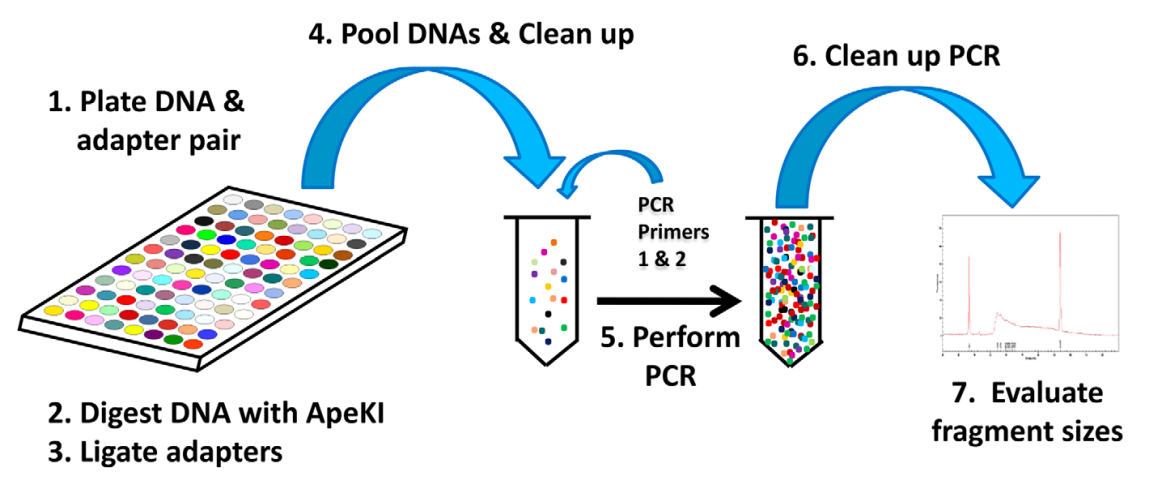 4. Pool DNAs & Clean up
6. Clean up PCR
1. Plate DNA &
adapter pair
PCR
Primers
1 & 2
5. Perform
PCR
7. Evaluate
fragment sizes
2. Digest DNA with ApeKI
3. Ligate adapters